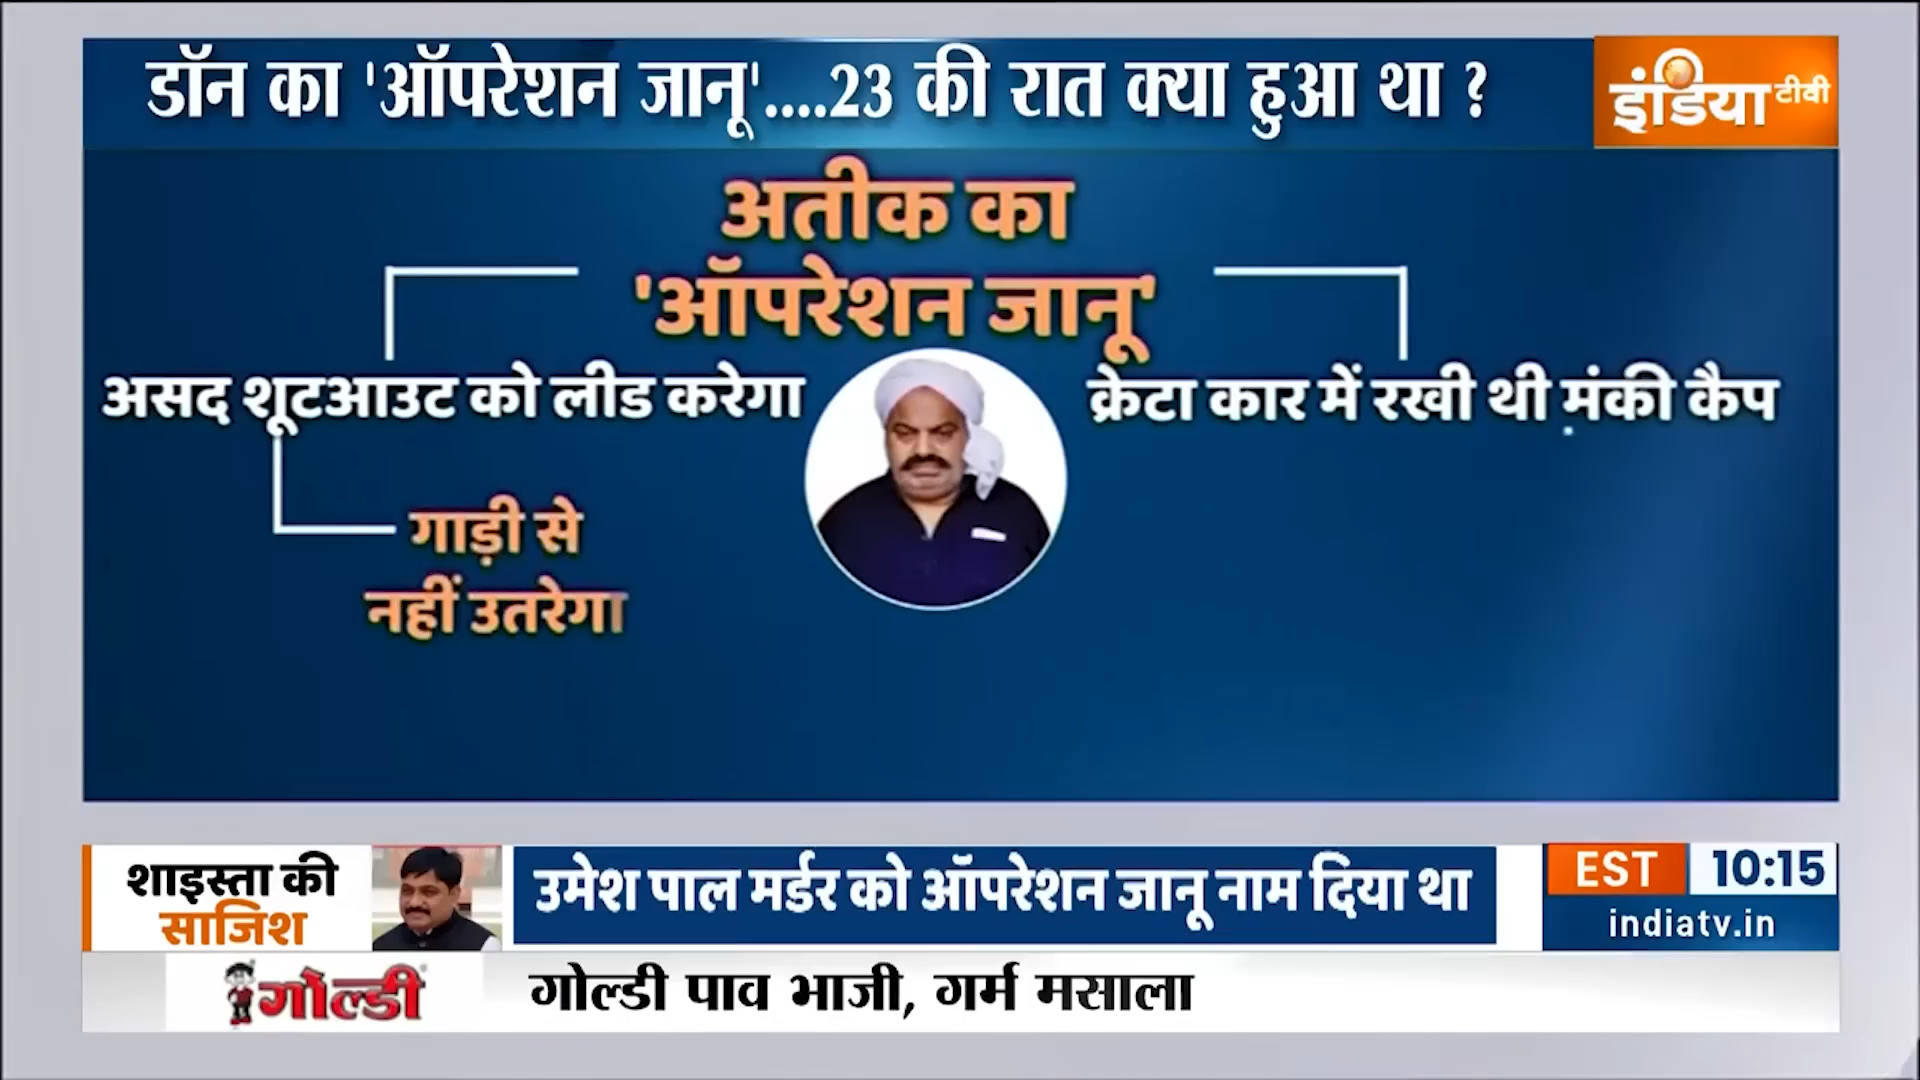 डॉन का 'ऑपरेशन जानू'....23 की रात क्या हुआ था ?
इंडिया टीवी
अतीक का
'ऑपरेशन जानू'
असद शूटआउट को लीड करेगा
क्रेटा कार में रखी थी मंकी कैप
गाड़ी से
नहीं उतरेगा
शाइस्ता की
साजिश
उमेश पाल मर्डर को ऑपरेशन जानू नाम दिया था
EST 10:15
indiatv.in
गोल्डी
गोल्डी पाव भाजी, गर्म मसाला